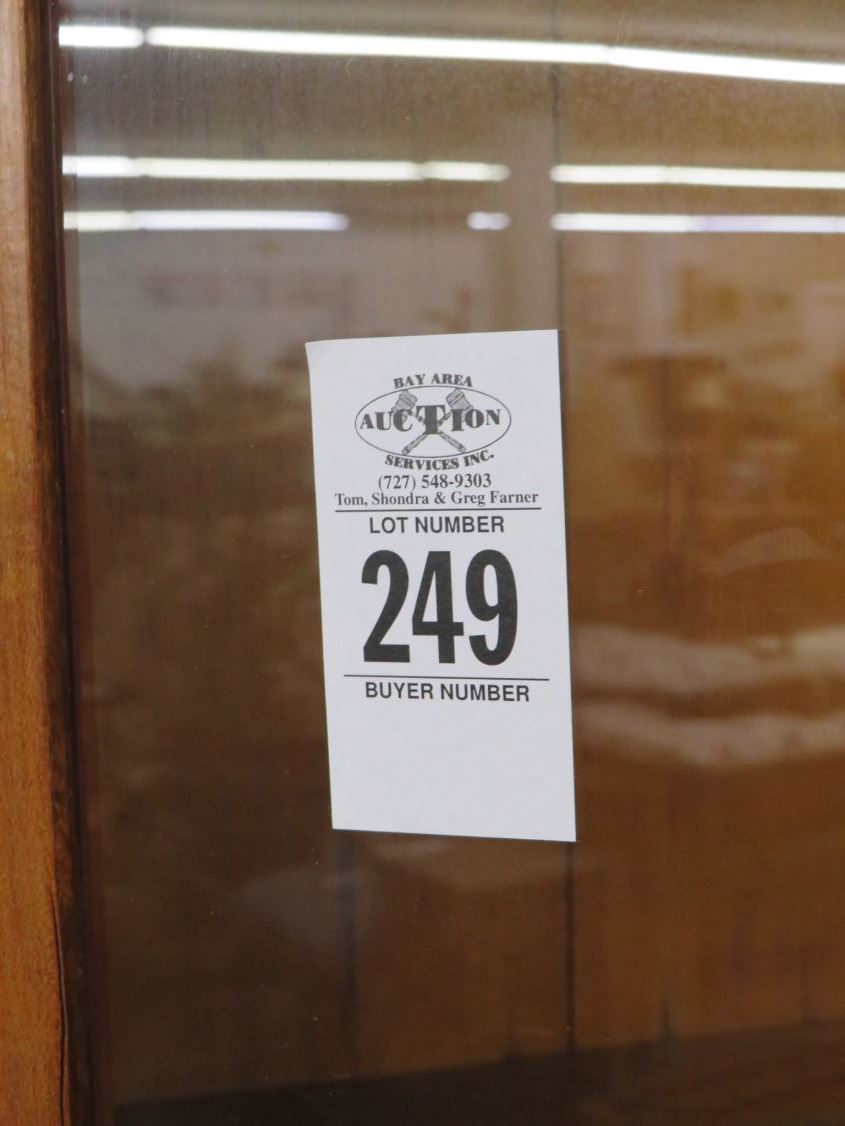 BAY AREA
AUCTION
SERVICES INC.
(727) 548-9303
Tom, Shondra & Greg Farner
LOT NUMBER
249
BUYER NUMBER